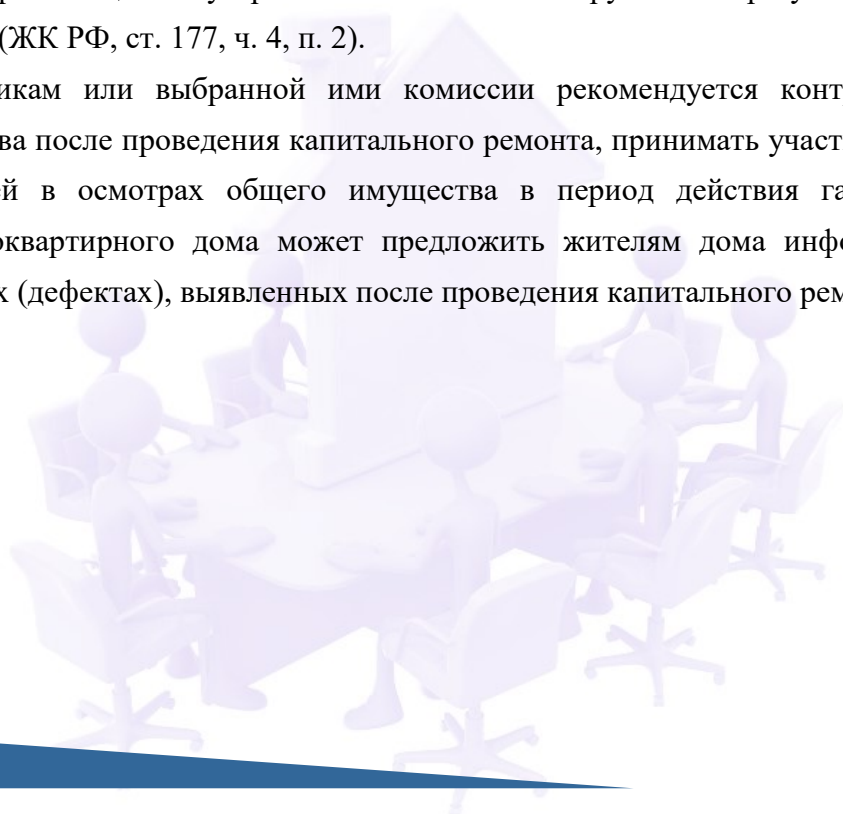 (ЖК РФ, ст. 177, ч. 4, п. 2).
икам или выбранной ими комиссии рекомендуется конт
ва после проведения капитального ремонта, принимать участ
ей в осмотрах общего имущества в период действия га
оквартирного дома может предложить жителям дома инфо
х (дефектах), выявленных после проведения капитального рем